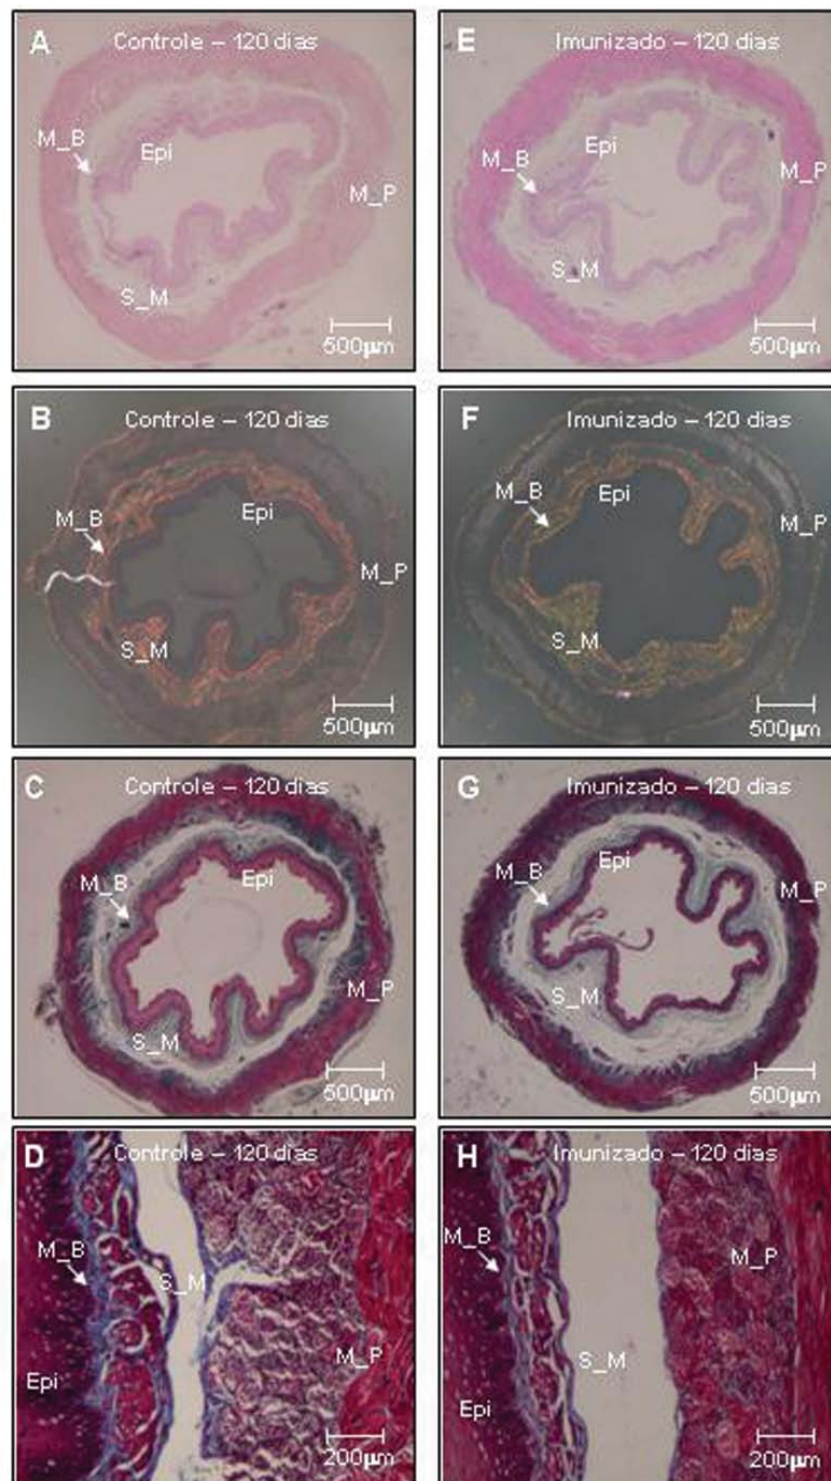 A Controle – 120 dias
M_B
Epi
M_P
S_M
500µm
E Imunizado – 120 dias
Epi
M_B
M_P
S_M
500µm
B Controle – 120 dias
Epi
M_B
M_P
S_M
500µm
F Imunizado – 120 dias
M_B
Epi
M_P
S_M
500µm
C Controle – 120 dias
Epi
M_B
M_P
S_M
500µm
G Imunizado – 120 dias
Epi
M_B
M_P
S_M
500µm
D Controle – 120 dias
M_B
S_M
M_P
Epi
200µm
H Imunizado – 120 dias
M_B
M_P
S_M
Epi
200µm